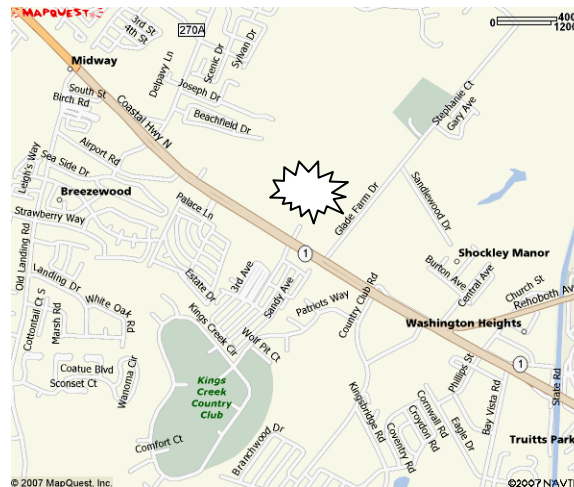 MAPQUEST
400
1200
0
3rd St
4th St
270A
Delpavy Ln
Scenic Dr
Sylvan Dr
Midway
South St
Birch Rd
Coastal Hwy N
Joseph Dr
Beachfield Dr
Stephanie Ct
Gary Ave
Airport Rd
Leigh's Way
Sea Side Dr
Breezewood
Palace Ln
Strawberry Way
Glade Farm Dr
Sandlewood Dr
1
Shockley Manor
Old Landing Rd
Landing Dr
Estate Dr
3rd Ave
Sandy Ave
Patriots Way
Country Club Rd
Burton Ave
Central Ave
Church St
Rehoboth Av
Cottontail Ct S
Marsh Rd
White Oak Rd
Kings Creek Cir
Wolf Pit Ct
Washington Heights
1
Coatue Blvd
Sconset Ct
Wanoma Cir
Kings
Creek
Country
Club
Kingsbridge Rd
Phillips St
Bay Vista Rd
State Rd
Comfort Ct
Branchwood Dr
Coventry Rd
Croydon Rd
Cornwall Rd
Eagle Dr
Truitts Park
© 2007 MapQuest, Inc.
©2007 NAVTE